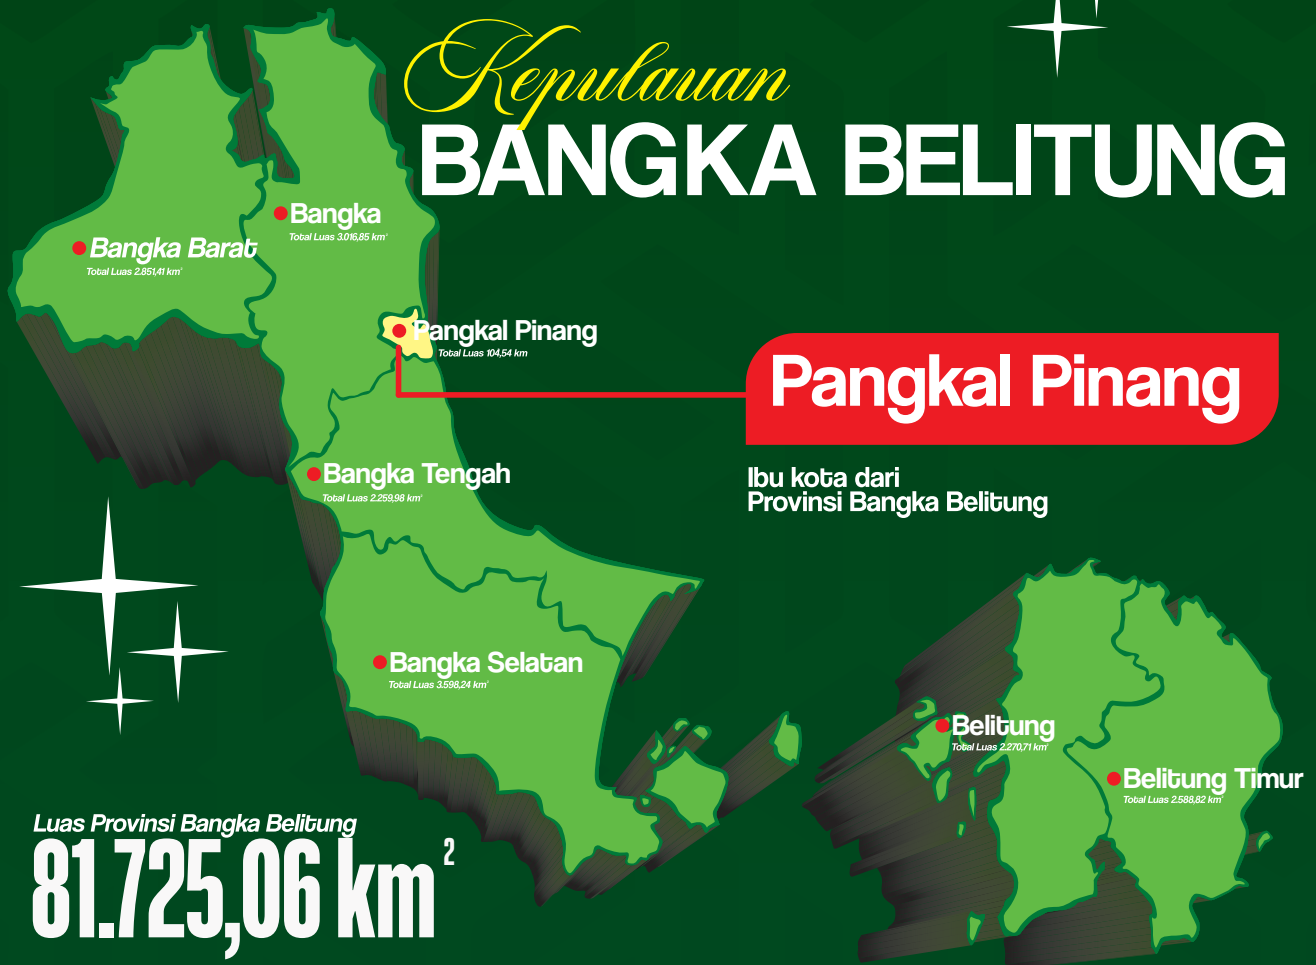 Kepulauan
BANGKA BELITUNG
Bangka
Total Luas 3.016,85 km²
Bangka Barat
Total Luas 2.851,41 km²
Pangkal Pinang
Total Luas 104,54 km
Pangkal Pinang
Ibu kota dari
Provinsi Bangka Belitung
Bangka Tengah
Total Luas 2.259,98 km²
Bangka Selatan
Total Luas 3.598,24 km²
Belitung
Total Luas 2.270,71 km²
Belitung Timur
Total Luas 2.588,82 km²
Luas Provinsi Bangka Belitung
81.725,06 km²